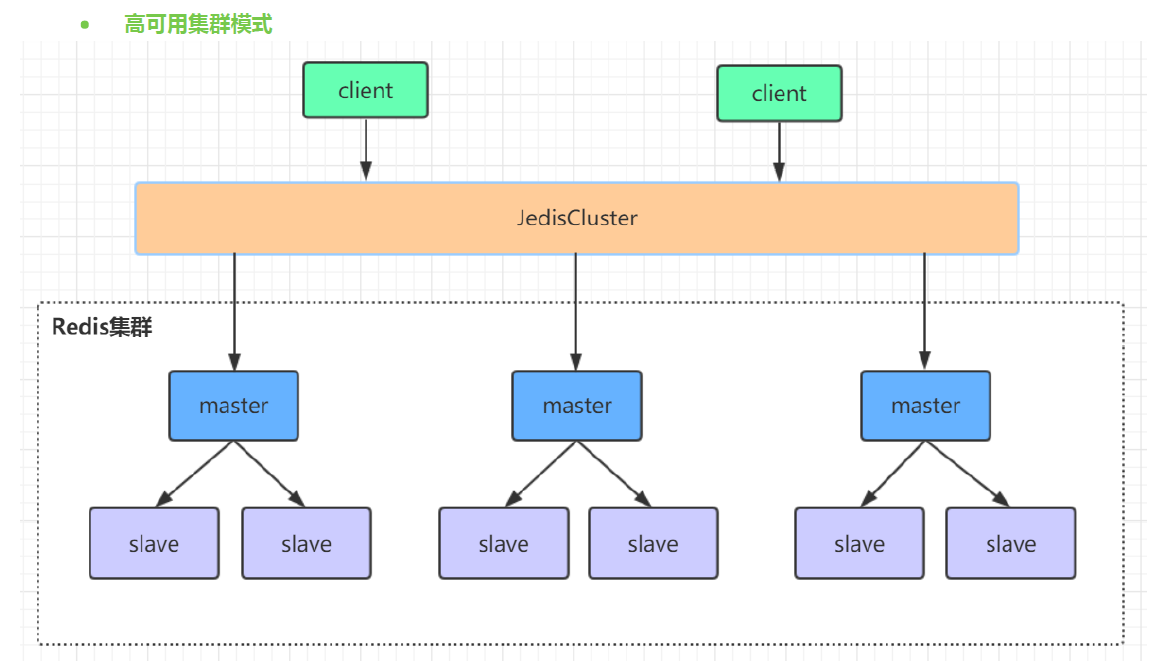 高可用集群模式
client
client
JedisCluster
Redis集群
master
master
master
slave
slave
slave
slave
slave
slave